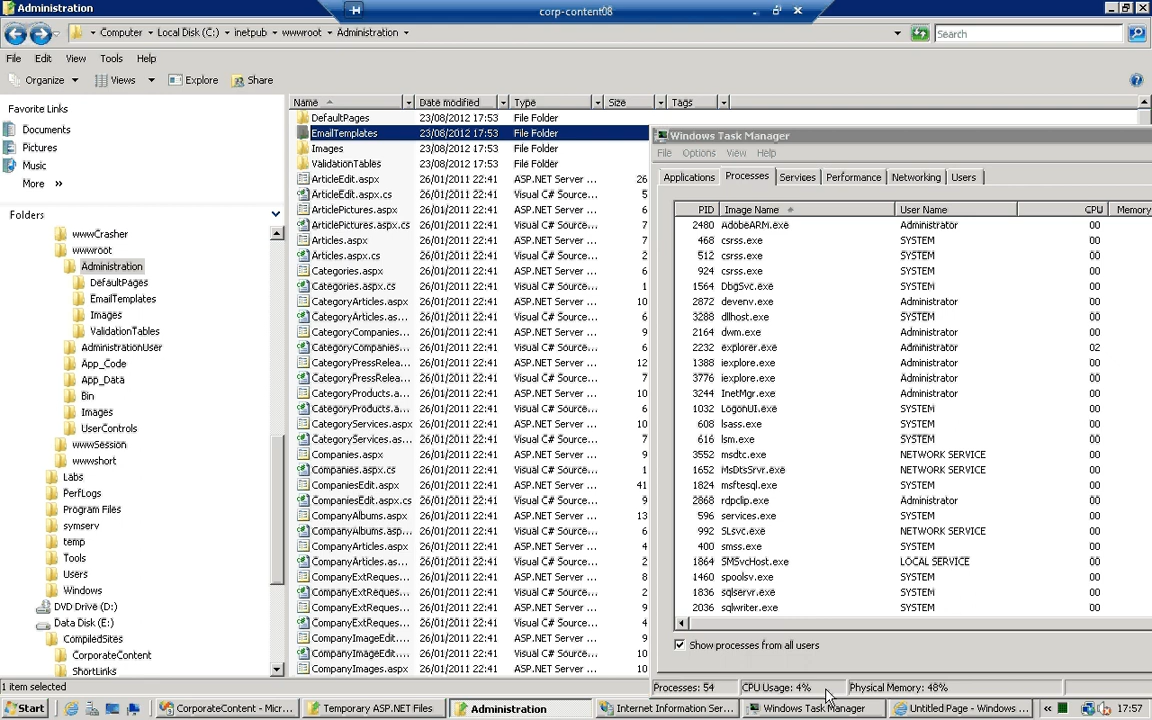 Administration
corp-content08
Computer ▸ Local Disk (C:) ▸ inetpub ▸ wwwroot ▸ Administration
Search
File Edit View Tools Help
Organize Views Explore Share
Favorite Links
Documents
Pictures
Music
More »
Folders
wwwCrasher
wwwroot
Administration
DefaultPages
EmailTemplates
Images
ValidationTables
AdministrationUser
App_Code
App_Data
Bin
Images
UserControls
wwwSession
wwwshort
Labs
PerfLogs
Program Files
symserv
temp
Tools
Users
Windows
DVD Drive (D:)
Data Disk (E:)
CompiledSites
CorporateContent
ShortLinks
Name Date modified Type Size Tags
DefaultPages 23/08/2012 17:53 File Folder
EmailTemplates 23/08/2012 17:53 File Folder
Images 23/08/2012 17:53 File Folder
ValidationTables 23/08/2012 17:53 File Folder
ArticleEdit.aspx 26/01/2011 22:41 ASP.NET Server ... 26
ArticleEdit.aspx.cs 26/01/2011 22:41 Visual C# Source... 5
ArticlePictures.aspx 26/01/2011 22:41 ASP.NET Server ... 7
ArticlePictures.aspx.cs 26/01/2011 22:41 Visual C# Source... 7
Articles.aspx 26/01/2011 22:41 ASP.NET Server ... 7
Articles.aspx.cs 26/01/2011 22:41 Visual C# Source... 2
Categories.aspx 26/01/2011 22:41 ASP.NET Server ... 6
Categories.aspx.cs 26/01/2011 22:41 Visual C# Source... 1
CategoryArticles.aspx 26/01/2011 22:41 ASP.NET Server ... 10
CategoryArticles.as... 26/01/2011 22:41 Visual C# Source... 6
CategoryCompanies... 26/01/2011 22:41 ASP.NET Server ... 9
CategoryCompanies... 26/01/2011 22:41 Visual C# Source... 6
CategoryPressRelea... 26/01/2011 22:41 ASP.NET Server ... 12
CategoryPressRelea... 26/01/2011 22:41 Visual C# Source... 7
CategoryProducts.a... 26/01/2011 22:41 ASP.NET Server ... 10
CategoryProducts.a... 26/01/2011 22:41 Visual C# Source... 6
CategoryServices.aspx 26/01/2011 22:41 ASP.NET Server ... 10
CategoryServices.as... 26/01/2011 22:41 Visual C# Source... 7
Companies.aspx 26/01/2011 22:41 ASP.NET Server ... 9
Companies.aspx.cs 26/01/2011 22:41 Visual C# Source... 1
CompaniesEdit.aspx 26/01/2011 22:41 ASP.NET Server ... 41
CompaniesEdit.aspx.cs 26/01/2011 22:41 Visual C# Source... 9
CompanyAlbums.aspx 26/01/2011 22:41 ASP.NET Server ... 13
CompanyAlbums.asp... 26/01/2011 22:41 Visual C# Source... 6
CompanyArticles.aspx 26/01/2011 22:41 ASP.NET Server ... 4
CompanyArticles.as... 26/01/2011 22:41 Visual C# Source... 2
CompanyExtReques... 26/01/2011 22:41 ASP.NET Server ... 8
CompanyExtReques... 26/01/2011 22:41 Visual C# Source... 2
CompanyExtReques... 26/01/2011 22:41 ASP.NET Server ... 9
CompanyExtReques... 26/01/2011 22:41 Visual C# Source... 4
CompanyImageEdit.... 26/01/2011 22:41 ASP.NET Server ... 9
CompanyImageEdit.... 26/01/2011 22:41 Visual C# Source... 10
CompanyImages.aspx 26/01/2011 22:41 ASP.NET Server ... 10
Windows Task Manager
File Options View Help
Applications Processes Services Performance Networking Users
PID Image Name User Name CPU Memory
2480 AdobeARM.exe Administrator 00
468 csrss.exe SYSTEM 00
512 csrss.exe SYSTEM 00
924 csrss.exe SYSTEM 00
1564 DbgSvc.exe SYSTEM 00
2872 devenv.exe Administrator 00
3288 dllhost.exe SYSTEM 00
2164 dwm.exe Administrator 00
2232 explorer.exe Administrator 02
1388 iexplore.exe Administrator 00
3776 iexplore.exe Administrator 00
3244 InetMgr.exe Administrator 00
1032 LogonUI.exe SYSTEM 00
608 lsass.exe SYSTEM 00
616 lsm.exe SYSTEM 00
3552 msdtc.exe NETWORK SERVICE 00
1652 MsDtsSrvr.exe NETWORK SERVICE 00
1824 msftesql.exe SYSTEM 00
2868 rdpclip.exe Administrator 00
596 services.exe SYSTEM 00
992 SLsvc.exe NETWORK SERVICE 00
400 smss.exe SYSTEM 00
1864 SMSvcHost.exe LOCAL SERVICE 00
1460 spoolsv.exe SYSTEM 00
1836 sqlservr.exe SYSTEM 00
2036 sqlwriter.exe SYSTEM 00
Show processes from all users
Processes: 54 CPU Usage: 4% Physical Memory: 48%
1 item selected
Start CorporateContent - Micr... Temporary ASP.NET Files Administration Internet Information Ser... Windows Task Manager Untitled Page - Windows ... « 17:57